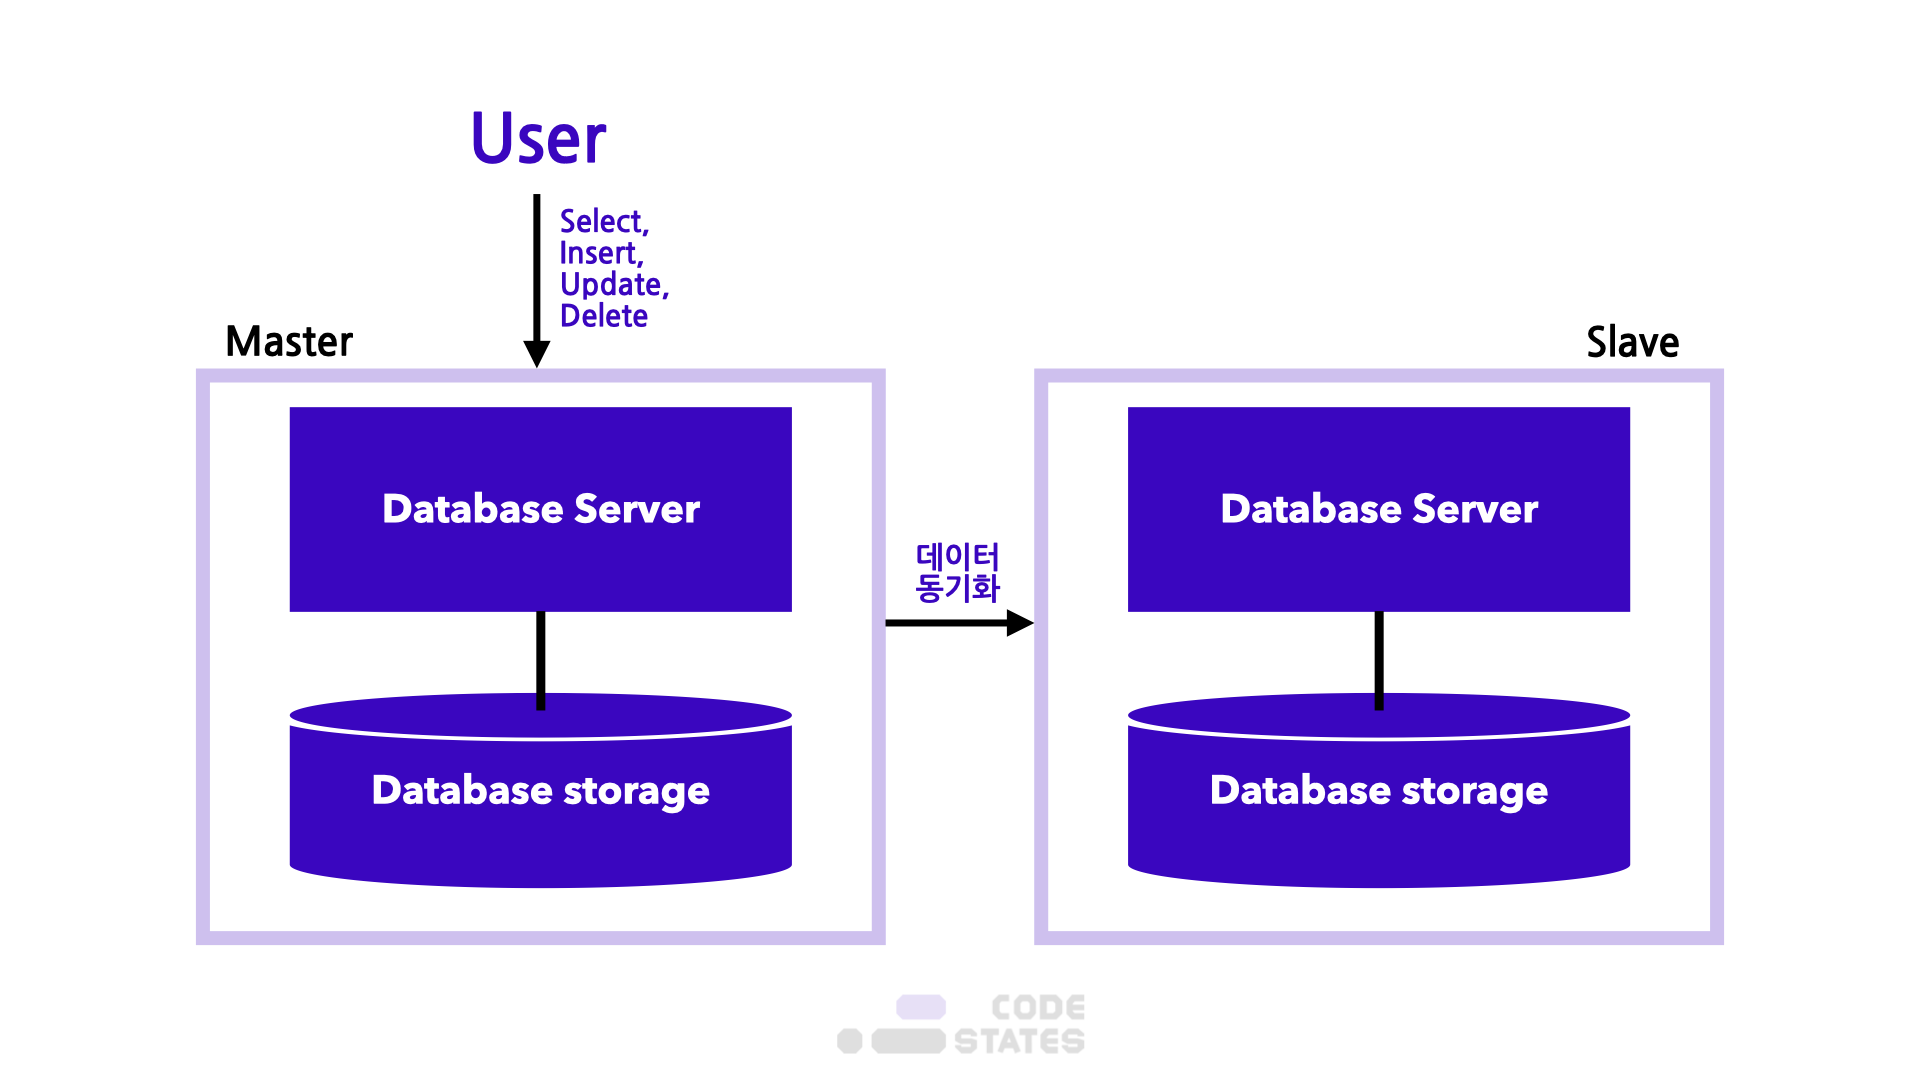 User
Select,
Insert,
Update,
Delete
Master
Slave
Database Server
Database Server
데이터
동기화
Database storage
Database storage
CODE
STATES